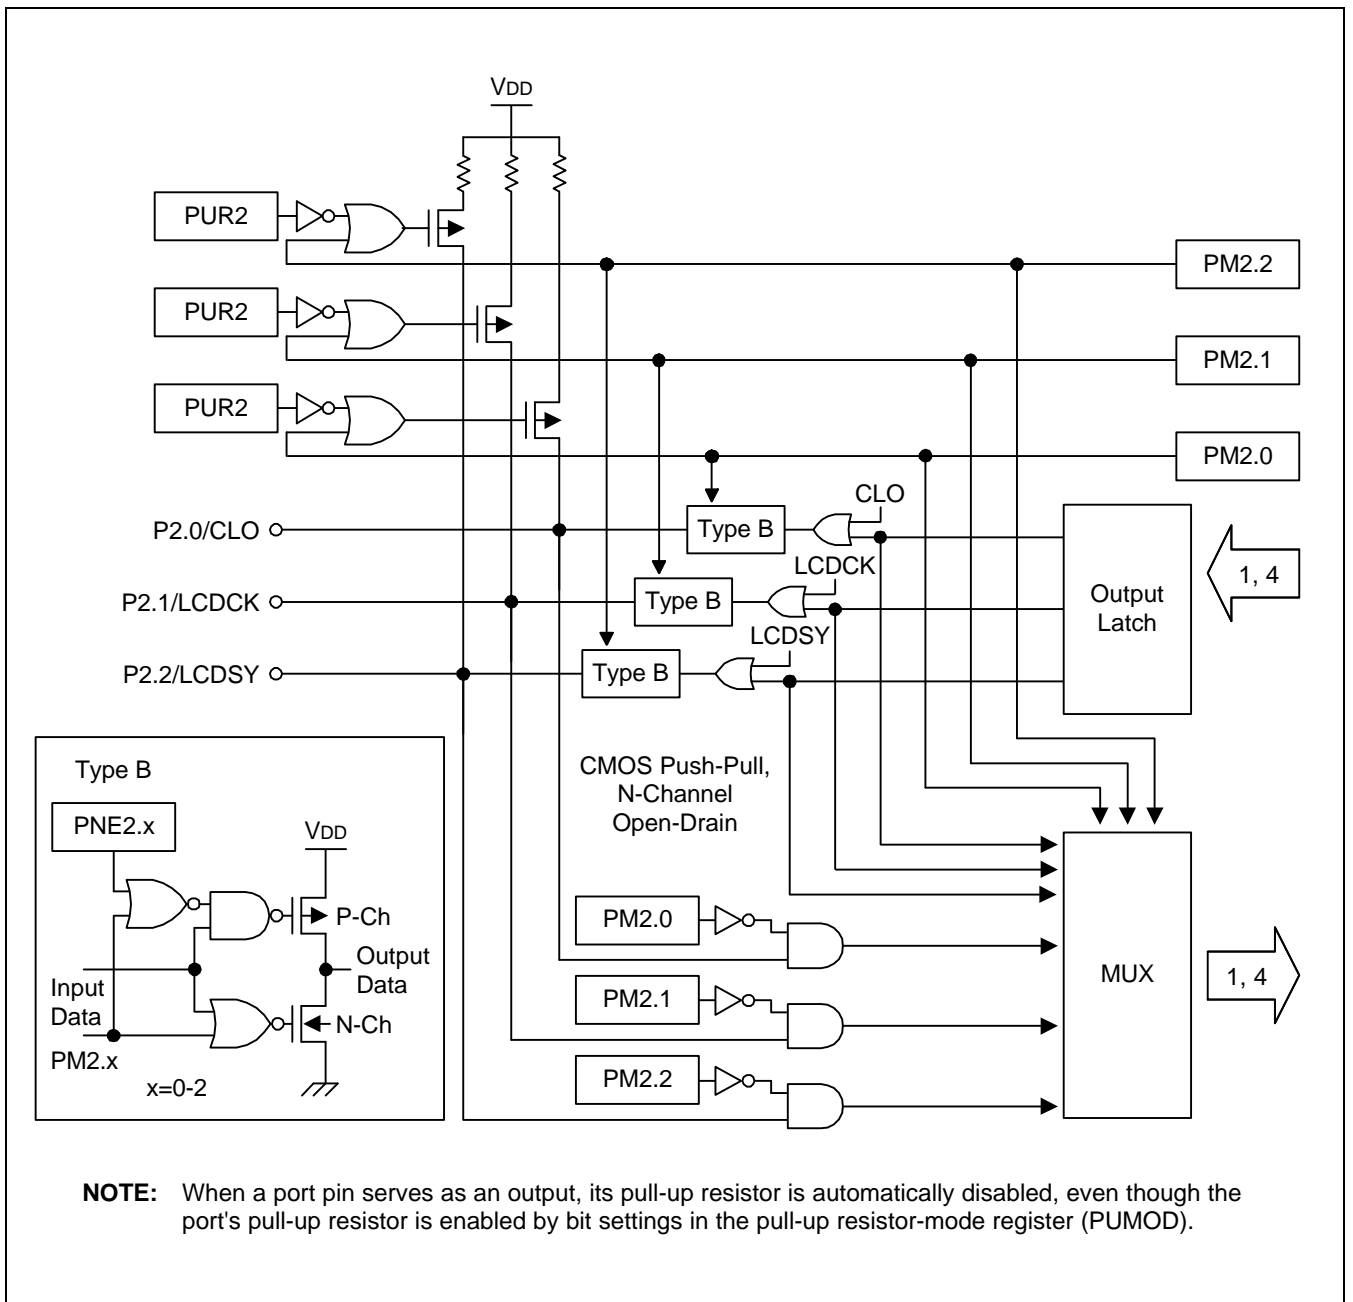 VDD
PUR2
PM2.2
PUR2
PM2.1
PUR2
PM2.0
CLO
P2.0/CLO
Type B
LCDCK
1, 4
P2.1/LCDCK
Type B
Output
Latch
LCDSY
P2.2/LCDSY
Type B
Type B
PNE2.x
VDD
P-Ch
Output
Data
Input
Data
N-Ch
PM2.x
x=0-2
CMOS Push-Pull,
N-Channel
Open-Drain
PM2.0
PM2.1
PM2.2
MUX
1, 4
NOTE: When a port pin serves as an output, its pull-up resistor is automatically disabled, even though the
port's pull-up resistor is enabled by bit settings in the pull-up resistor-mode register (PUMOD).